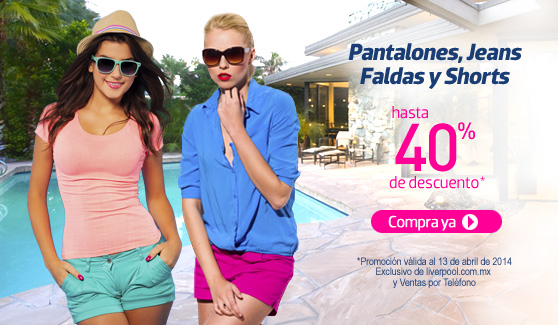 Pantalones, Jeans
Faldas y Shorts
hasta
40%
de descuento*
Compra ya
*Promoción válida al 13 de abril de 2014
Exclusivo de liverpool.com.mx
y Ventas por Teléfono